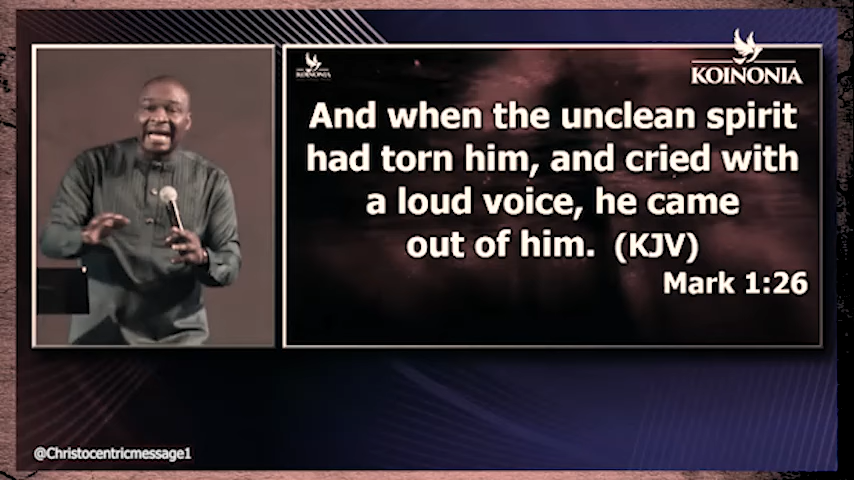 KOINONIA
KOINONIA
And when the unclean spirit
had torn him, and cried with
a loud voice, he came
out of him. (KJV)
Mark 1:26
@Christocentricmessage1